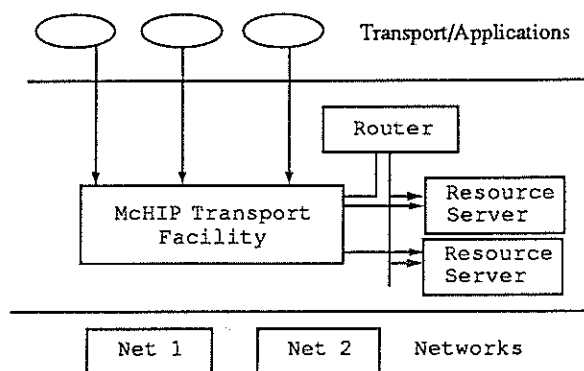 Transport/Applications
Router
McHIP Transport
Facility
Resource
Server
Resource
Server
Net 1
Net 2
Networks